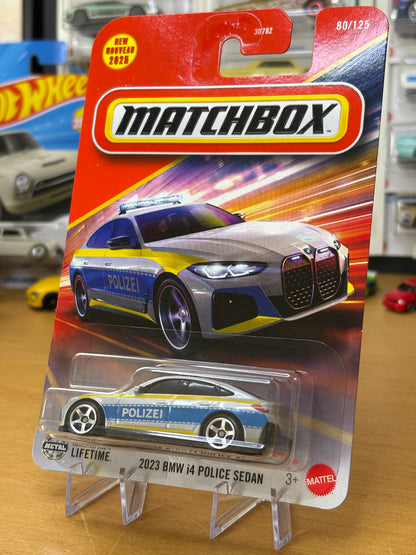 30782
80/125
NEW
NOUVEAU
2025
MATCHBOX
POLIZEI
POLIZEI
METAL
LIFETIME
2023 BMW i4 POLICE SEDAN
3+
MATTEL